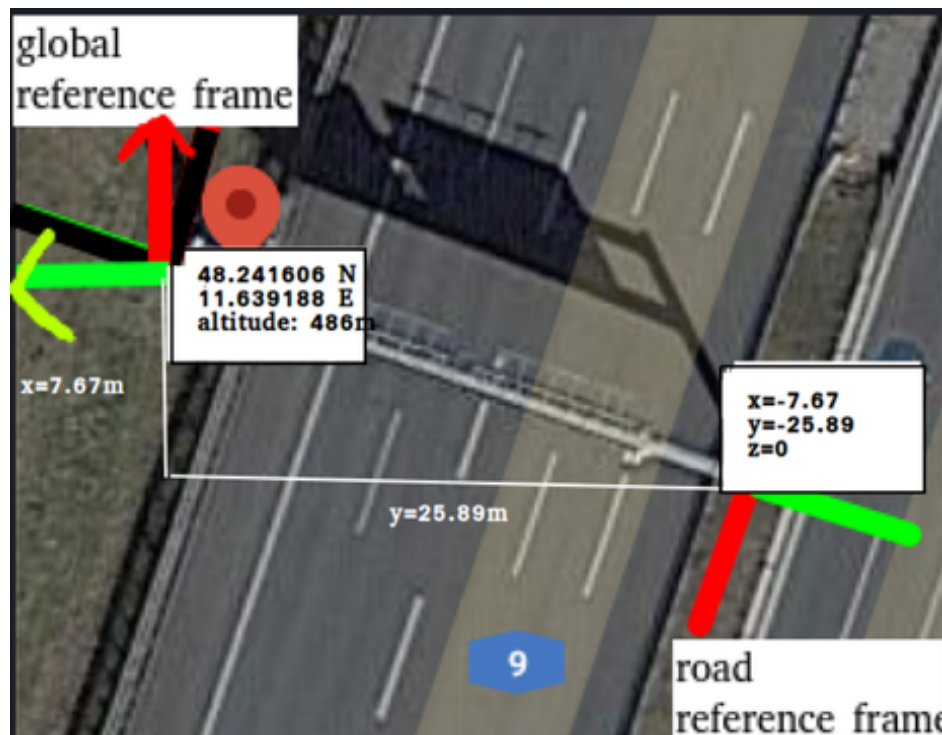 global
reference frame
48.241606 N
11.639188 E
altitude: 486m
x=7.67m
x=-7.67
y=-25.89
z=0
y=25.89m
9
road
reference frame